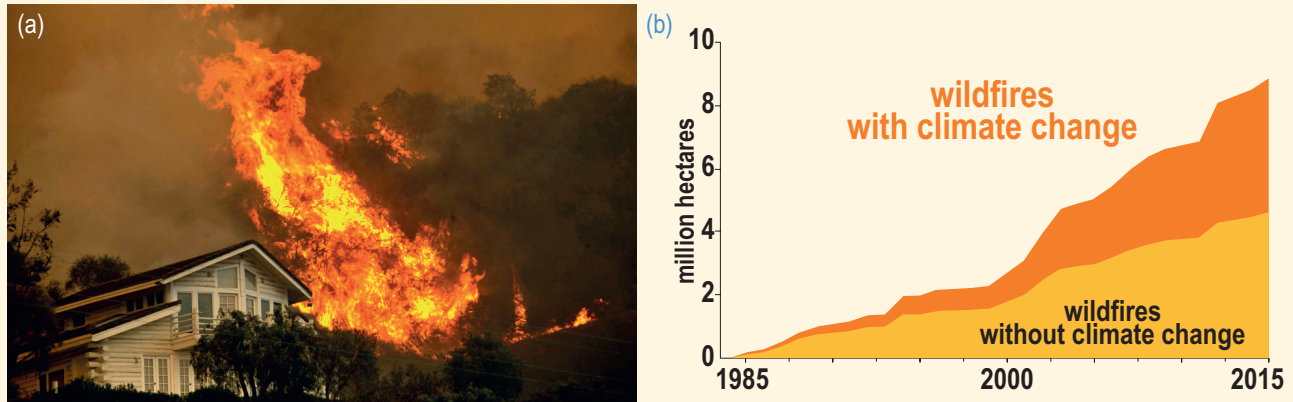 (a)
(b)
10
8
6
4
2
0
million hectares
wildfires
with climate change
wildfires
without climate change
1985
2000
2015